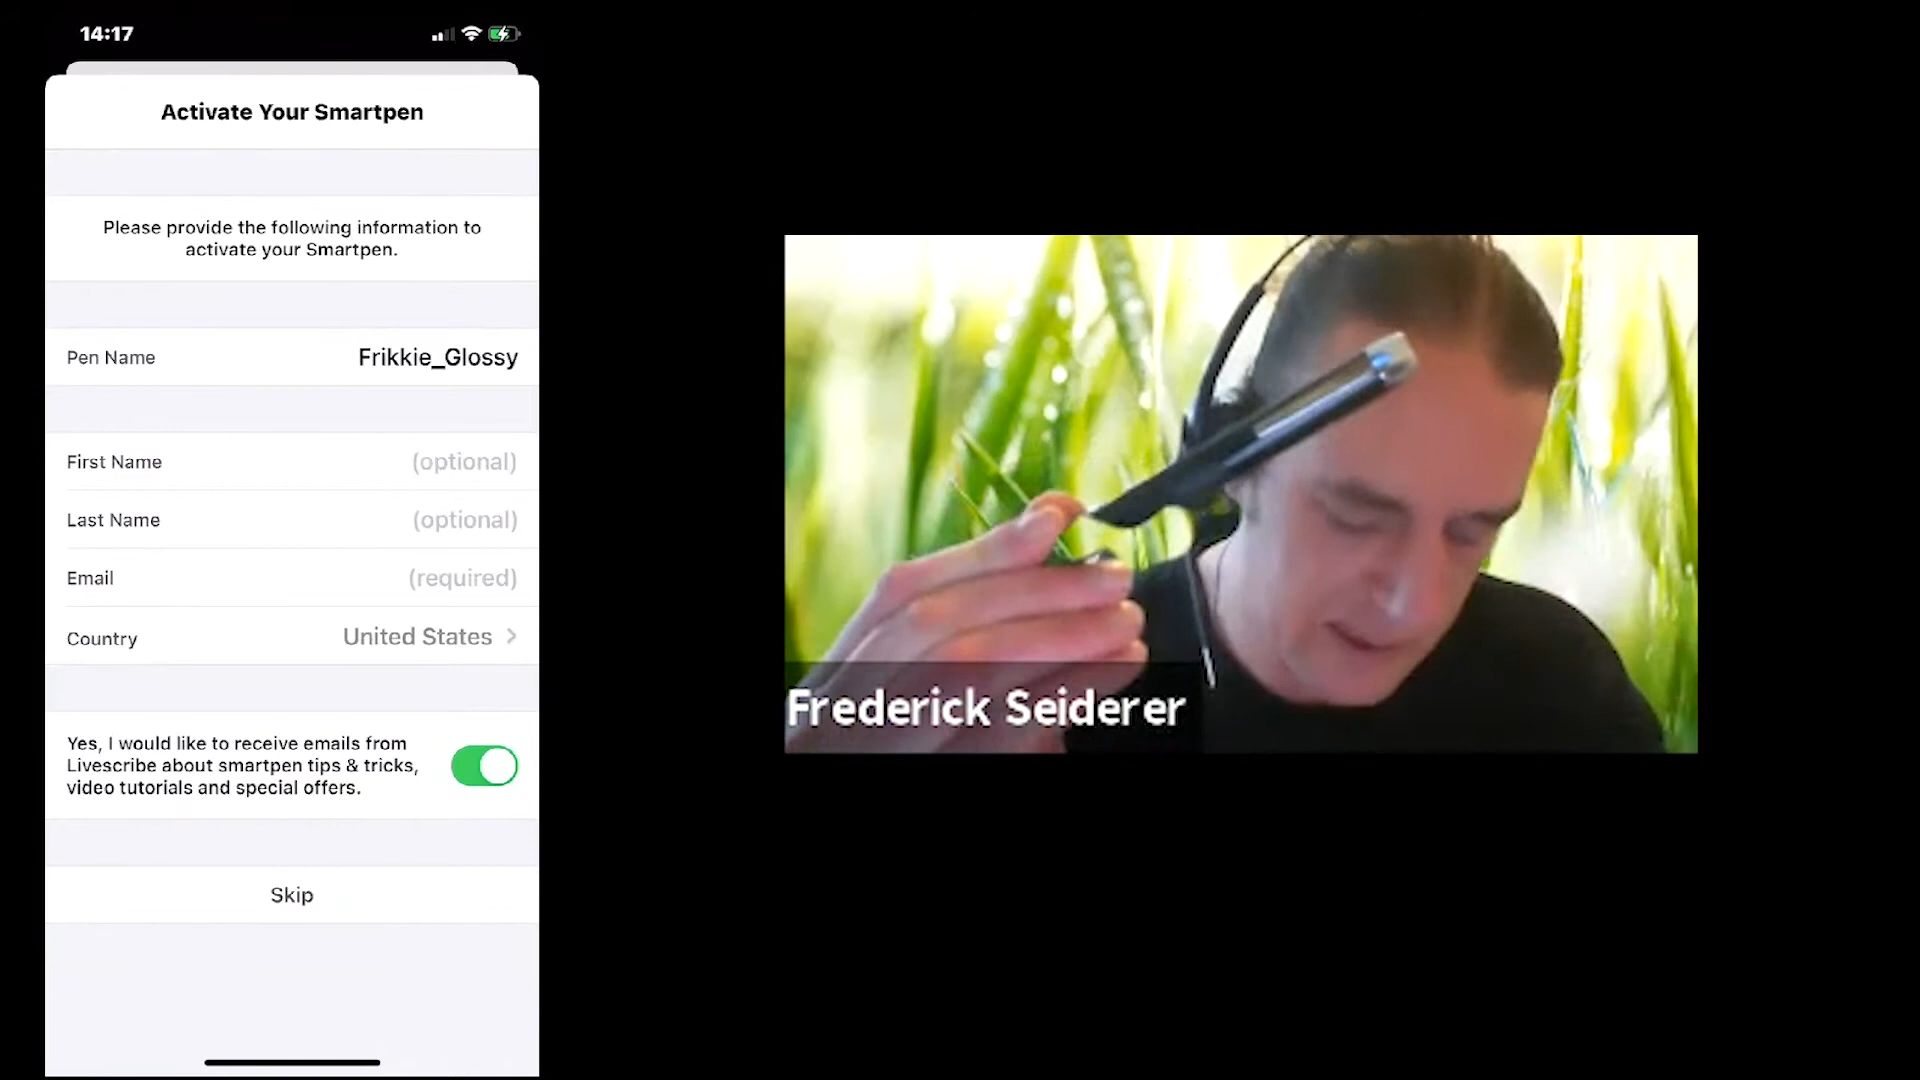 14:17
Activate Your Smartpen
Please provide the following information to
activate your Smartpen.
Pen Name Frikkie_Glossy
First Name (optional)
Last Name (optional)
Email (required)
Country United States
Yes, I would like to receive emails from
Livescribe about smartpen tips & tricks,
video tutorials and special offers.
Skip
Frederick Seiderer